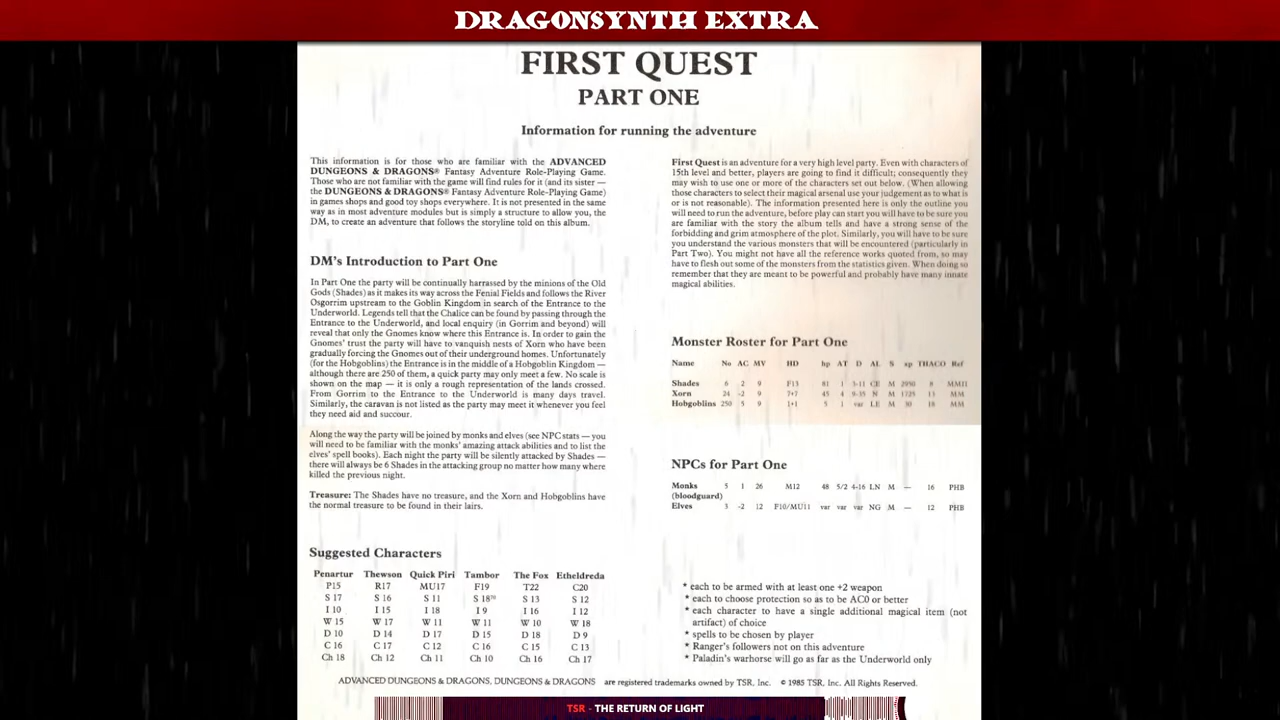 DRAGONSYNTH EXTRA
FIRST QUEST
PART ONE
Information for running the adventure
This information is for those who are familiar with the ADVANCED
DUNGEONS & DRAGONS® Fantasy Adventure Role-Playing Game.
Those who are not familiar with the game will find rules for it (and its sister —
the DUNGEONS & DRAGONS® Fantasy Adventure Role-Playing Game)
in games shops and good toy shops everywhere. It is not presented in the same
way as in most adventure modules but is simply a structure to allow you, the
DM, to create an adventure that follows the storyline told on this album.
DM's Introduction to Part One
In Part One the party will be continually harrassed by the minions of the Old
Gods (Shades) as it makes its way across the Fenial Fields and follows the River
Osgorrim upstream to the Goblin Kingdom in search of the Entrance to the
Underworld. Legends tell that the Chalice can be found by passing through the
Entrance to the Underworld, and local enquiry (in Gorrim and beyond) will
reveal that only the Gnomes know where this Entrance is. In order to gain the
Gnomes' trust the party will have to vanquish nests of Xorn who have been
gradually forcing the Gnomes out of their underground homes. Unfortunately
(for the Hobgoblins) the Entrance is in the middle of a Hobgoblin Kingdom —
although there are 250 of them, a quick party may only meet a few. No scale is
shown on the map — it is only a rough representation of the lands crossed.
From Gorrim to the Entrance to the Underworld is many days travel.
Similarly, the caravan is not listed as the party may meet it whenever you feel
they need aid and succour.
Along the way the party will be joined by monks and elves (see NPC stats — you
will need to be familiar with the monks' amazing attack abilities and to list the
elves' spell books). Each night the party will be silently attacked by Shades —
there will always be 6 Shades in the attacking group no matter how many where
killed the previous night.
Treasure: The Shades have no treasure, and the Xorn and Hobgoblins have
the normal treasure to be found in their lairs.
Suggested Characters
Penartur Thewson Quick Piri Tambor The Fox Etheldreda
P15 R17 MU17 F19 T22 C20
S 17 S 16 S 11 S 18 S 13 S 12
I 10 I 15 I 18 I 9 I 16 I 12
W 15 W 17 W 11 W 11 W 10 W 18
D 10 D 14 D 17 D 15 D 18 D 9
C 16 C 17 C 12 C 16 C 15 C 13
Ch 18 Ch 12 Ch 11 Ch 10 Ch 16 Ch 17
First Quest is an adventure for a very high level party. Even with characters of
15th level and better, players are going to find it difficult; consequently they
may wish to use one or more of the characters set out below. (When allowing
those characters to select their magical arsenal use your judgement as to what is
or is not reasonable). The information presented here is only the outline you
will need to run the adventure, before play can start you will have to be sure you
are familiar with the story the album tells and have a strong sense of the
forbidding and grim atmosphere of the plot. Similarly, you will have to be sure
you understand the various monsters that will be encountered (particularly in
Part Two). You might not have all the reference works quoted from, so may
have to flesh out some of the monsters from the statistics given. When doing so
remember that they are meant to be powerful and probably have many innate
magical abilities.
Monster Roster for Part One
Name No AC MV HD hp AT D AL S xp THACO Ref
Shades 6 2 9 F13 81 1 3-11 CE M 2990 8 MMII
Xorn 24 -2 9 7+7 45 4 N M 1725 13 MM
Hobgoblins 250 5 9 1+1 5 1 var LE M 30 18 MM
NPCs for Part One
Monks 5 1 26 M12 48 5/2 4-16 LN M — 16 PHB
(bloodguard)
Elves 3 -2 12 F10/MU11 var var var NG M — 12 PHB
* each to be armed with at least one +2 weapon
* each to choose protection so as to be AC0 or better
* each character to have a single additional magical item (not
artifact) of choice
* spells to be chosen by player
* Ranger's followers not on this adventure
* Paladin's warhorse will go as far as the Underworld only
ADVANCED DUNGEONS & DRAGONS, DUNGEONS & DRAGONS are registered trademarks owned by TSR, Inc. © 1985 TSR, Inc. All Rights Reserved.
TSR - THE RETURN OF LIGHT